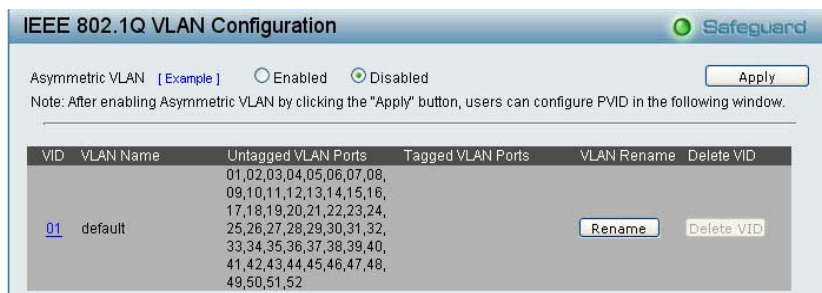 IEEE 802.1Q VLAN Configuration
Safeguard
Asymmetric VLAN [ Example ] Enabled Disabled Apply
Note: After enabling Asymmetric VLAN by clicking the "Apply" button, users can configure PVID in the following window.
VID VLAN Name Untagged VLAN Ports Tagged VLAN Ports VLAN Rename Delete VID
01 default
01,02,03,04,05,06,07,08,
09,10,11,12,13,14,15,16,
17,18,19,20,21,22,23,24,
25,26,27,28,29,30,31,32,
33,34,35,36,37,38,39,40,
41,42,43,44,45,46,47,48,
49,50,51,52
Rename Delete VID